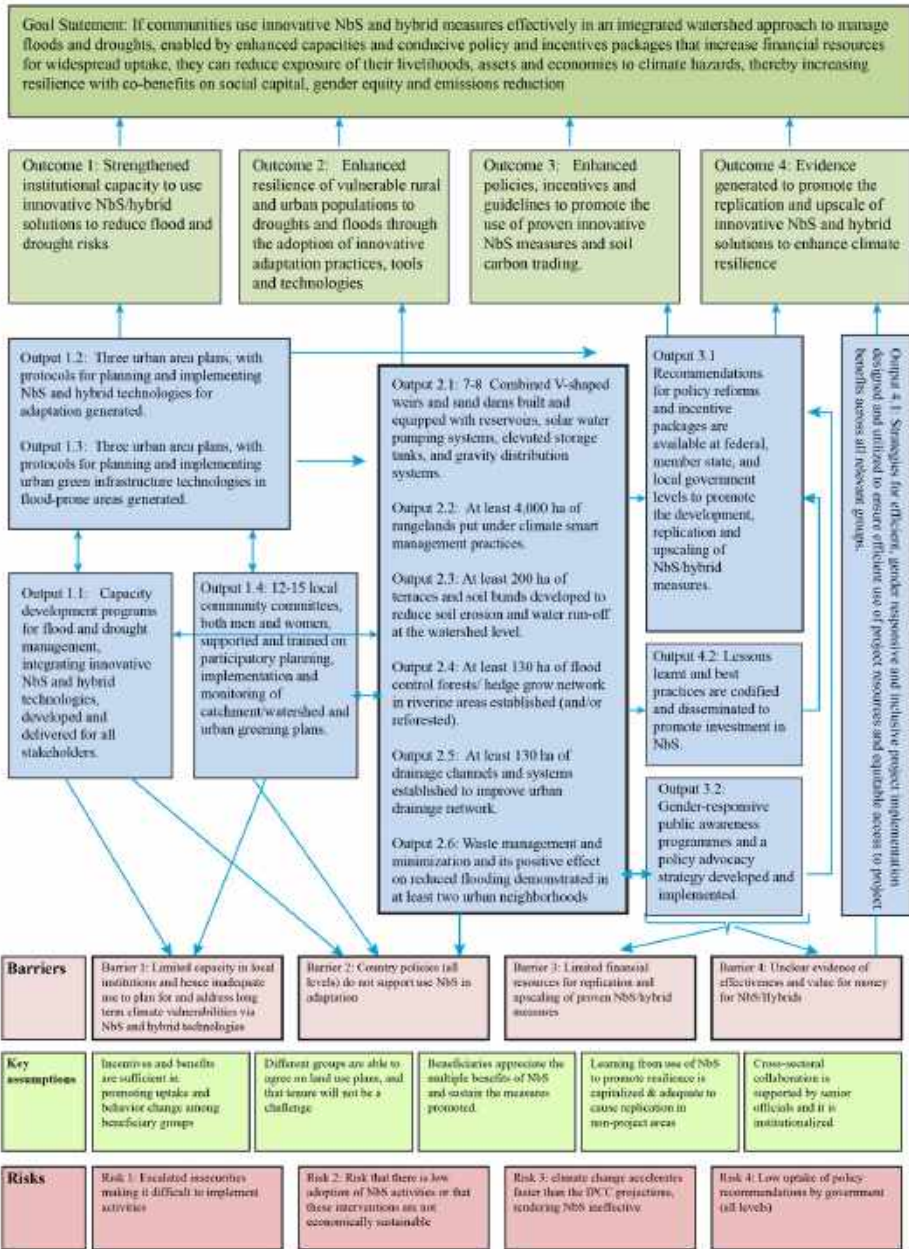 Goal Statement: If communities use innovative NbS and hybrid measures effectively in an integrated watershed approach to manage
floods and droughts, enabled by enhanced capacities and conducive policy and incentives packages that increase financial resources
for widespread uptake, they can reduce exposure of their livelihoods, assets and economies to climate hazards, thereby increasing
resilience with co-benefits on social capital, gender equity and emissions reduction
Outcome 1: Strengthened
institutional capacity to use
innovative NbS/hybrid
solutions to reduce flood and
drought risks
Outcome 2: Enhanced
resilience of vulnerable rural
and urban populations to
droughts and floods through
the adoption of innovative
adaptation practices, tools
and technologies
Outcome 3: Enhanced
policies, incentives and
guidelines to promote the
use of proven innovative
NbS measures and soil
carbon trading.
Outcome 4: Evidence
generated to promote the
replication and upscale of
innovative NbS and hybrid
solutions to enhance climate
resilience
Output 1.2: Three urban area plans, with
protocols for planning and implementing
NbS and hybrid technologies for
adaptation generated.
Output 1.3: Three urban area plans, with
protocols for planning and implementing
urban green infrastructure technologies in
flood-prone areas generated.
Output 1.1: Capacity
development programs
for flood and drought
management,
integrating innovative
NbS and hybrid
technologies,
developed and
delivered for all
stakeholders.
Output 1.4: 12-15 local
community committees,
both men and women,
supported and trained on
participatory planning,
implementation and
monitoring of
catchment/watershed and
urban greening plans.
Output 2.1: 7-8 Combined V-shaped
weirs and sand dams built and
equipped with reservoirs, solar water
pumping systems, elevated storage
tanks, and gravity distribution
systems.
2.2: At least 4,000 ha of
rangelands put under climate smart
management practices.
Output 2.3: At least 200 ha of
terraces and soil bunds developed to
reduce soil erosion and water run-off
at the watershed level.
Output 2.4: At least 130 ha of flood
control forests/ hedge grow network
in riverine areas established (and/or
reforested).
Output 2.5: At least 130 ha of
drainage channels and systems
established to improve urban
drainage network.
Output 2.6: Waste management and
minimization and its positive effect
on reduced flooding demonstrated in
at least two urban neighborhoods
Output 3.1
Recommendations
for policy reforms
and incentive
packages are
available at federal,
member state, and
local government
levels to promote
the development,
replication and
upscaling of
NbS/hybrid
measures.
Output 4.2: Lessons
learnt and best
practices are codified
and disseminated to
promote investment in
NbS.
Output 3.2:
Gender-responsive
public awareness
programmes and a
policy advocacy
strategy developed and
implemented.
Output 4.1: Strategies for efficient, gender responsive and inclusive project implementation
designed and utilized to ensure efficient use of project resources and equitable access to project
benefits across all relevant groups.
Barriers
Barrier 1: Limited capacity in local
institutions and hence inadequate
use to plan for and address long
term climate vulnerabilities via
NbS and hybrid technologies
Barrier 2: Country policies (all
levels) do not support use NbS in
adaptation
Barrier 3: Limited financial
resources for replication and
upscaling of proven NbS/hybrid
measures
Barrier 4: Unclear evidence of
effectiveness and value for money
for NbS/Hybrids
Key
assumptions
Incentives and benefits
are sufficient in
promoting uptake and
behavior change among
beneficiary groups
Different groups are able to
agree on land use plans, and
that tenure will not be a
challenge
Beneficiaries appreciate the
multiple benefits of NbS
and sustain the measures
promoted.
Learning from use of NbS
to promote resilience is
capitalized & adequate to
cause replication in
non-project areas
Cross-sectoral
collaboration is
supported by senior
officials and it is
institutionalized
Risks
Risk 1: Escalated insecurities
making it difficult to implement
activities
Risk 2: Risk that there is low
adoption of NbS activities or that
these interventions are not
economically sustainable
Risk 3: climate change accelerates
faster than the IPCC projections,
rendering NbS ineffective
Risk 4: Low uptake of policy
recommendations by government
(all levels)